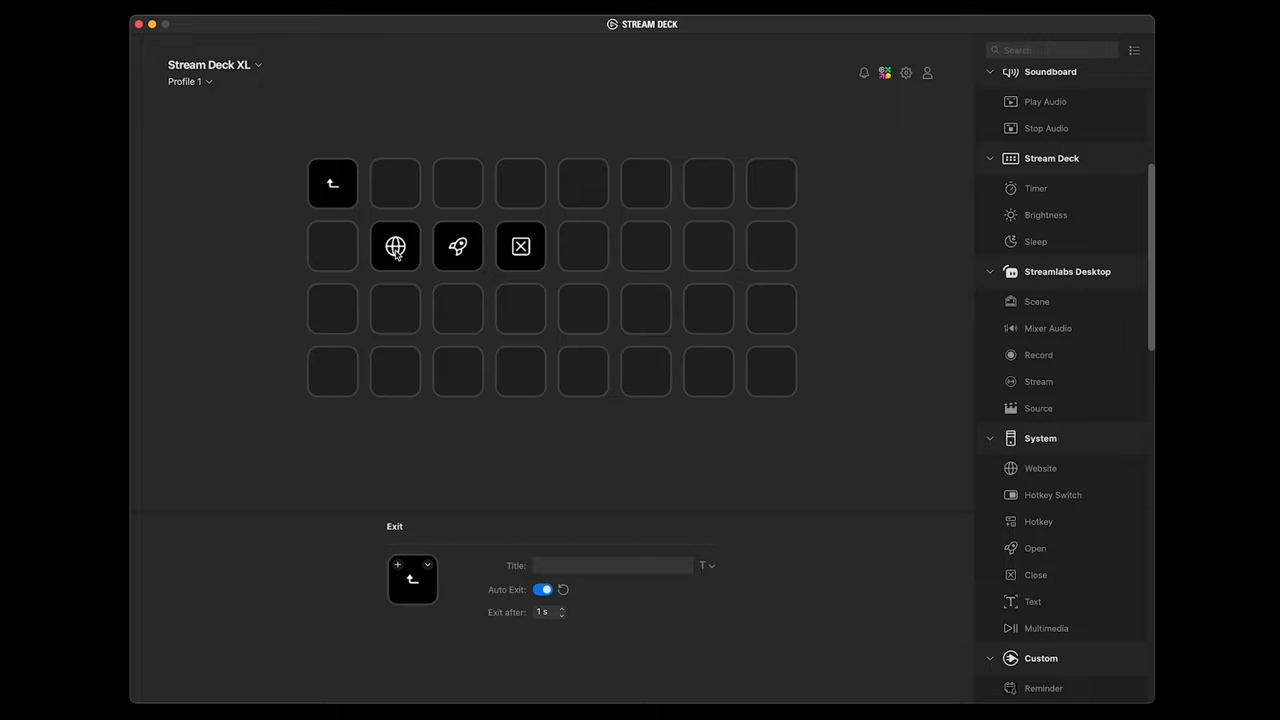 STREAM DECK
Stream Deck XL
Profile 1
Search
Soundboard
Play Audio
Stop Audio
Stream Deck
Timer
Brightness
Sleep
Streamlabs Desktop
Scene
Mixer Audio
Record
Stream
Source
System
Website
Hotkey Switch
Hotkey
Open
Close
Text
Multimedia
Custom
Reminder
Exit
Title:
T
Auto Exit:
Exit after: 1 s